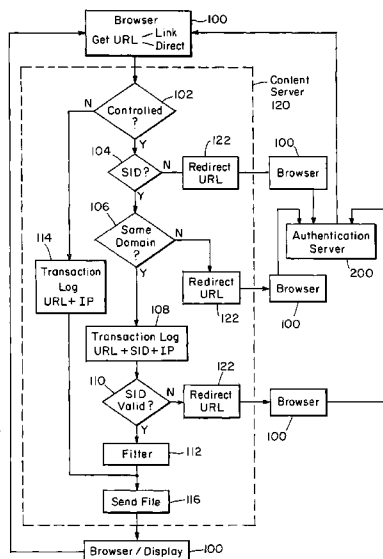 Browser
Get URL
Link
Direct
100
Content
Server
120
N
Controlled
?
102
Y
104
SID?
N
122
Redirect
URL
100
Browser
Y
106
Same
Domain
?
N
Y
Authentication
Server
200
114
Transaction
Log
URL+ IP
Redirect
URL
122
Browser
100
108
Transaction Log
URL+SID+IP
110
SID
Valid?
N
122
Redirect
URL
Browser
100
Y
Filter
112
Send File
116
Browser / Display
100